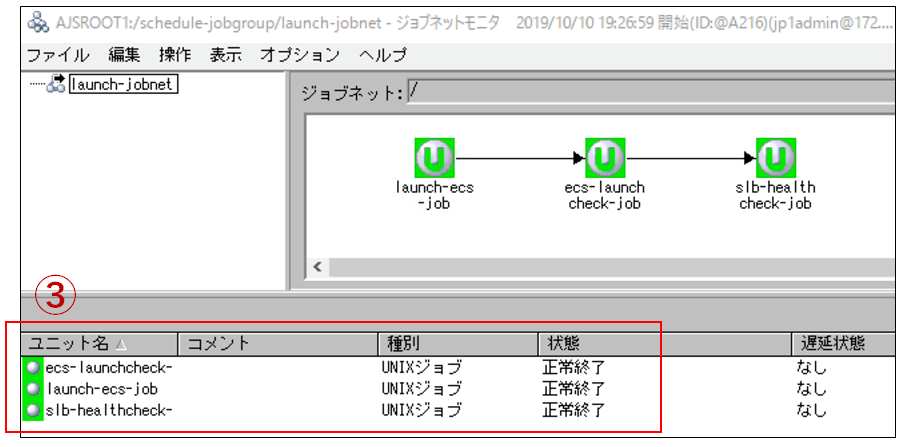 AJSROOT1:/schedule-jobgroup/launch-jobnet - ジョブネットモニタ 2019/10/10 19:26:59 開始(ID:@A216)(jp1admin@172....
ファイル 編集 操作 表示 オプション ヘルプ
launch-jobnet
ジョブネット: /
launch-ecs
-job
ecs-launch
check-job
slb-health
check-job
③
ユニット名 コメント 種別 状態 遅延状態
ecs-launchcheck- UNIXジョブ 正常終了 なし
launch-ecs-job UNIXジョブ 正常終了 なし
slb-healthcheck- UNIXジョブ 正常終了 なし